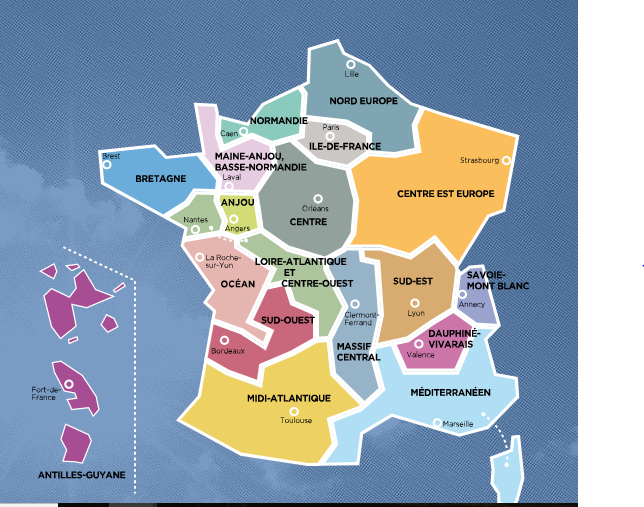 Lille
NORD EUROPE
NORMANDIE
Caen
Paris
ILE-DE-FRANCE
Brest
MAINE-ANJOU,
BASSE-NORMANDIE
Laval
Strasbourg
BRETAGNE
CENTRE EST EUROPE
ANJOU
Orléans
Nantes
Angers
CENTRE
La Roche-
sur-Yun
LOIRE-ATLANTIQUE
ET
CENTRE-OUEST
OCÉAN
SUD-EST
SAVOIE-
MONT BLANC
Annecy
Lyon
SUD-OUEST
Clermont-
Ferrand
DAUPHINÉ-
VIVARAIS
Valence
Bordeaux
MASSIF
CENTRAL
Fort-de-
France
MIDI-ATLANTIQUE
MÉDITERRANÉEN
Toulouse
Marseille
ANTILLES-GUYANE